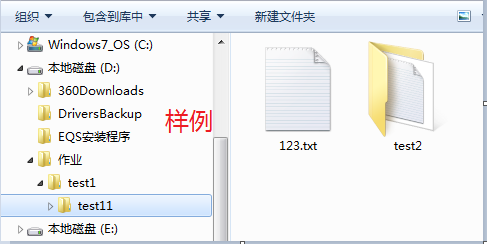 组织 包含到库中 共享 新建文件夹
Windows7_OS (C:)
本地磁盘 (D:)
360Downloads
DriversBackup
EQS安装程序
作业
test1
test11
本地磁盘 (E:)
样例
123.txt test2